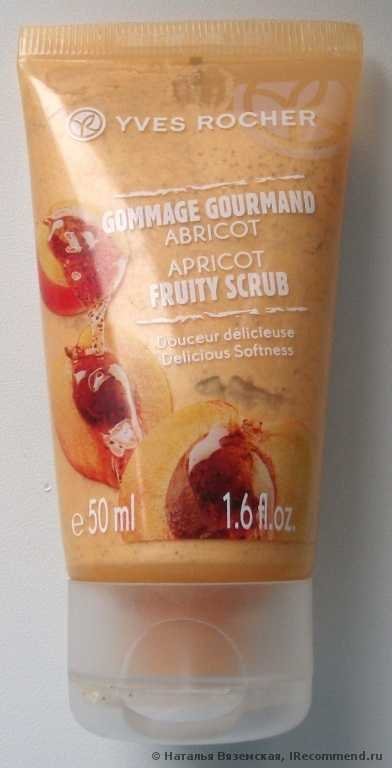 YVES ROCHER
GOMMAGE GOURMAND
ABRICOT
APRICOT
FRUITY SCRUB
Douceur délicieuse
Delicious Softness
e 50 ml 1.6 fl.oz.
© Наталья Вяземская, IRecommend.ru